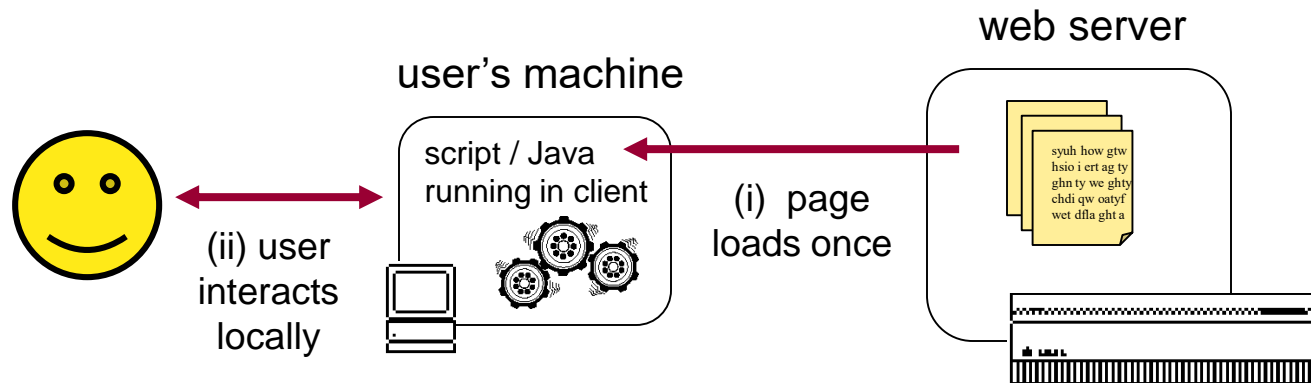 web server
user's machine
script / Java
running in client
syuh how gtw
hsio i ert ag ty
ghn ty we ghty
chdi qw oatyf
wet dfla ght a
(i) page
loads once
(ii) user
interacts
locally